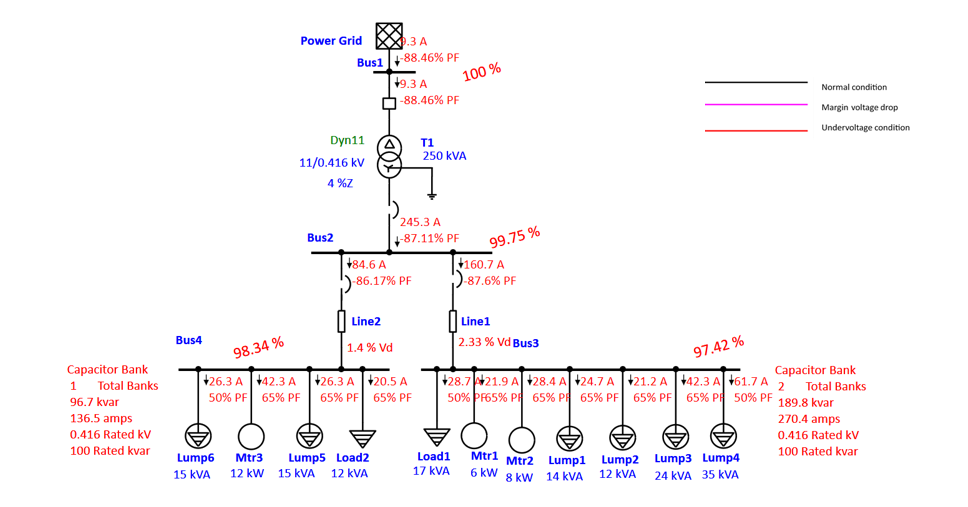 Power Grid
9.3 A
-88.46% PF
Bus1
100 %
9.3 A
-88.46% PF
Normal condition
Margin voltage drop
Undervoltage condition
Dyn11
T1
250 kVA
11/0.416 kV
4 %Z
245.3 A
-87.11% PF
Bus2
99.75 %
84.6 A
160.7 A
-86.17% PF
-87.6% PF
Line2
Line1
Bus4
98.34 %
1.4 % Vd
2.33 % Vd
Bus3
97.42 %
Capacitor Bank
1 Total Banks
96.7 kvar
136.5 amps
0.416 Rated kV
100 Rated kvar
26.3 A 42.3 A 26.3 A 20.5 A
50% PF 65% PF 65% PF 65% PF
28.7 A 21.9 A 28.4 A 24.7 A 21.2 A 42.3 A 61.7 A
50% PF 65% PF 65% PF 65% PF 65% PF 65% PF 50% PF
Capacitor Bank
2 Total Banks
189.8 kvar
270.4 amps
0.416 Rated kV
100 Rated kvar
Lump6 Mtr3 Lump5 Load2
15 kVA 12 kW 15 kVA 12 kVA
Load1 Mtr1 Mtr2 Lump1 Lump2 Lump3 Lump4
17 kVA 6 kW 8 kW 14 kVA 12 kVA 24 kVA 35 kVA